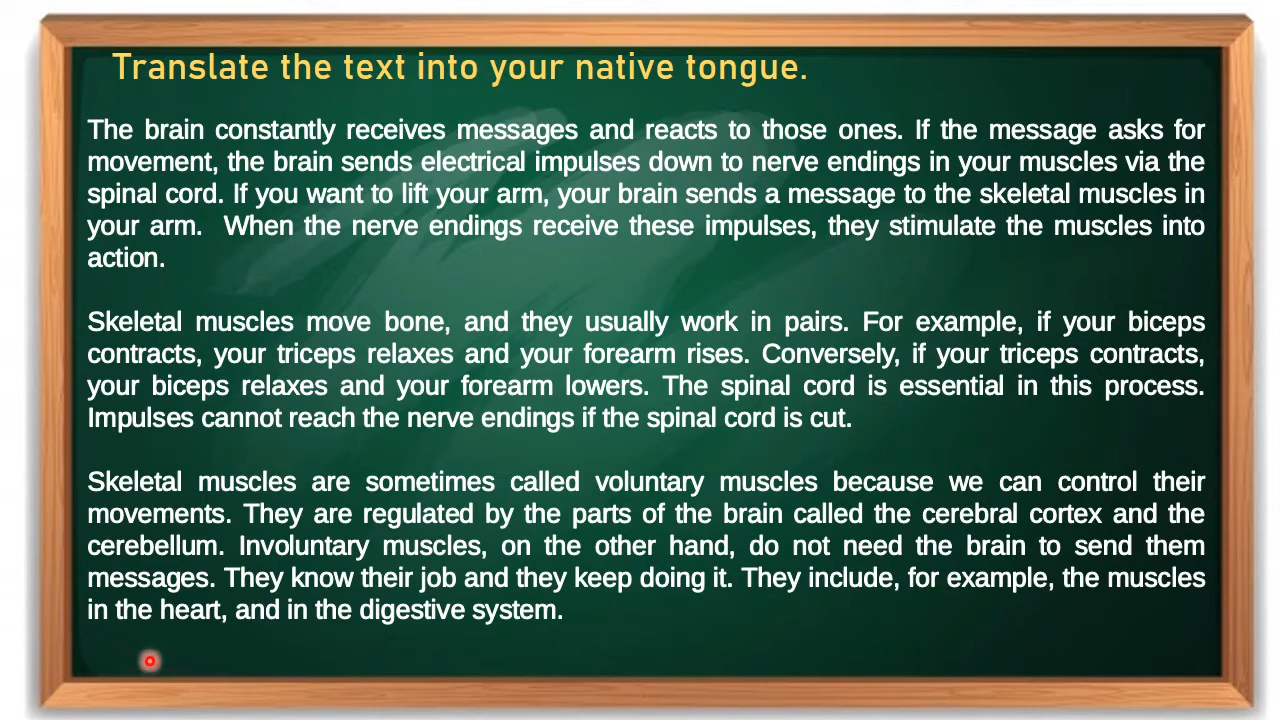 Translate the text into your native tongue.
The brain constantly receives messages and reacts to those ones. If the message asks for
movement, the brain sends electrical impulses down to nerve endings in your muscles via the
spinal cord. If you want to lift your arm, your brain sends a message to the skeletal muscles in
your arm.  When the nerve endings receive these impulses, they stimulate the muscles into
action.
Skeletal muscles move bone, and they usually work in pairs. For example, if your biceps
contracts, your triceps relaxes and your forearm rises. Conversely, if your triceps contracts,
your biceps relaxes and your forearm lowers. The spinal cord is essential in this process.
Impulses cannot reach the nerve endings if the spinal cord is cut.
Skeletal muscles are sometimes called voluntary muscles because we can control their
movements. They are regulated by the parts of the brain called the cerebral cortex and the
cerebellum. Involuntary muscles, on the other hand, do not need the brain to send them
messages. They know their job and they keep doing it. They include, for example, the muscles
in the heart, and in the digestive system.